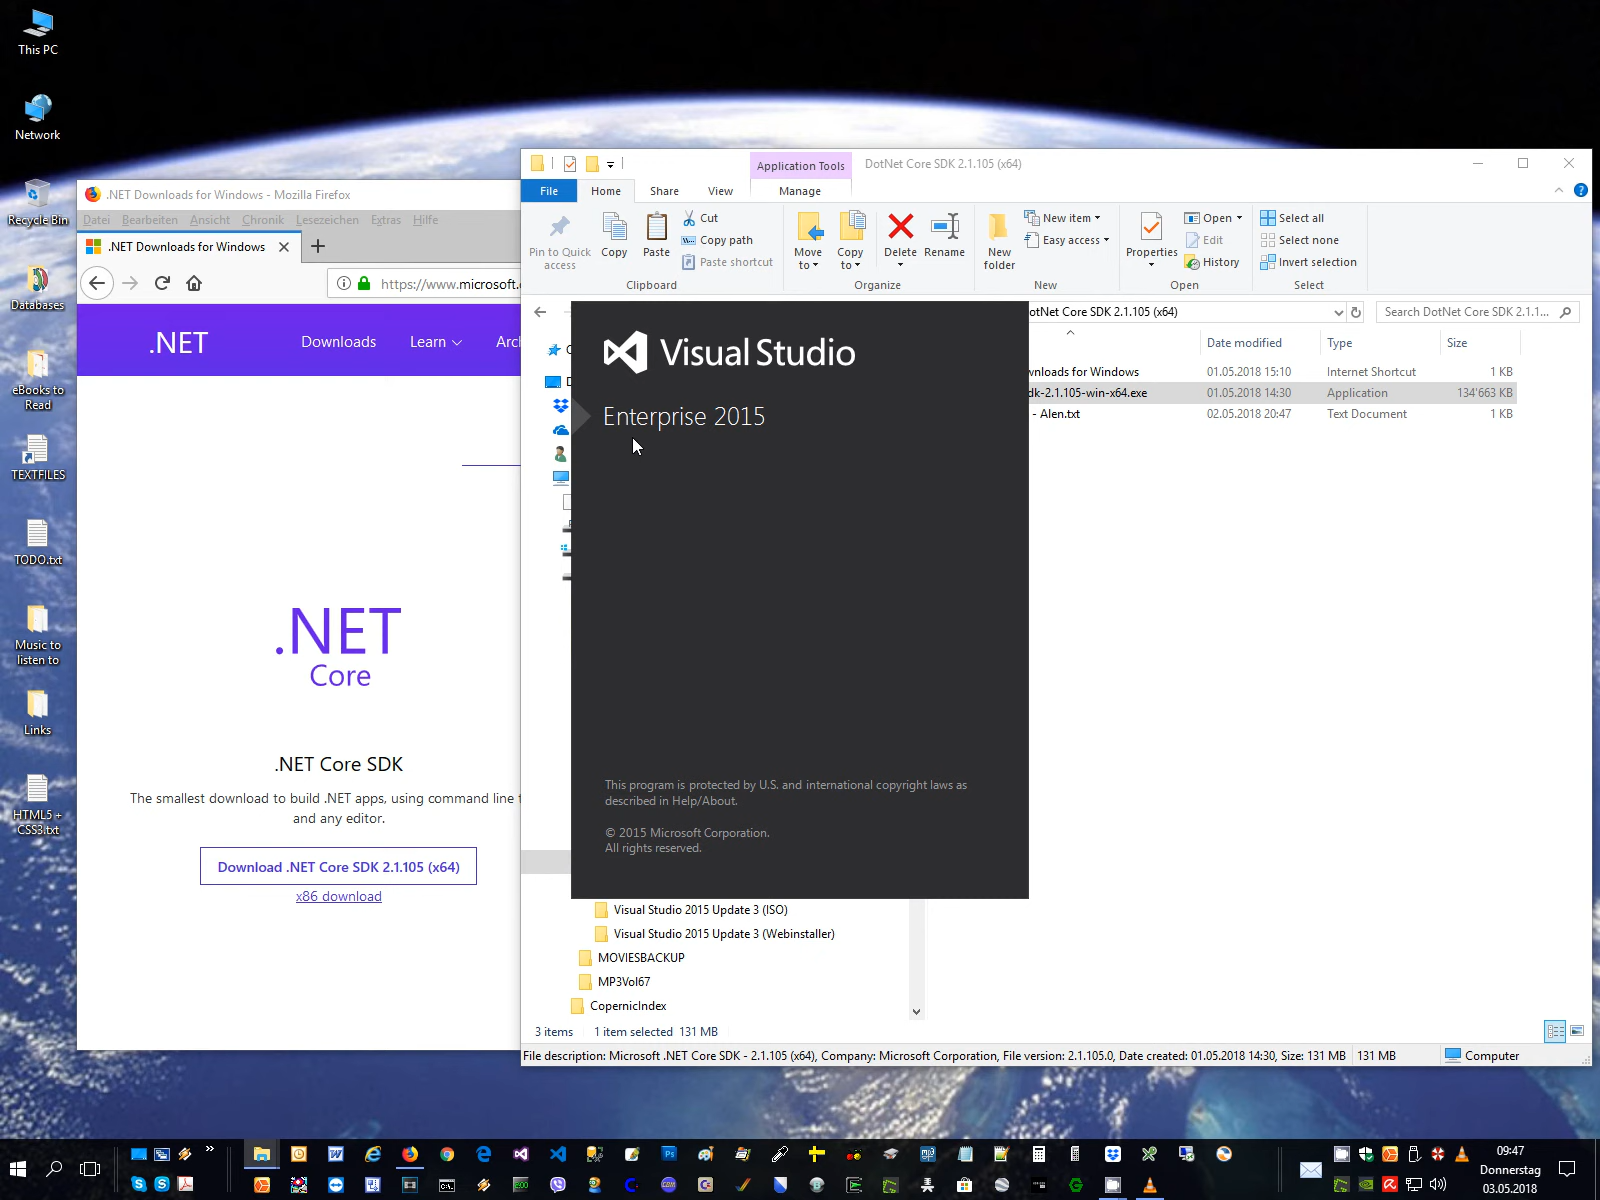 This PC
Network
Recycle Bin
Databases
eBooks to
Read
TEXTFILES
TODO.txt
Music to
listen to
Links
HTML5 +
CSS3.txt
.NET Downloads for Windows - Mozilla Firefox
Datei Bearbeiten Ansicht Chronik Lesezeichen Extras Hilfe
.NET Downloads for Windows
https://www.microsoft.
.NET Downloads Learn
.NET
Core
.NET Core SDK
The smallest download to build .NET apps, using command line
and any editor.
Download .NET Core SDK 2.1.105 (x64)
x86 download
Application Tools DotNet Core SDK 2.1.105 (x64)
File Home Share View Manage
Pin to Quick
access
Copy
Paste
Cut
Copy path
Paste shortcut
Clipboard
Move
to
Copy
to
Delete
Rename
Organize
New
folder
New item
Easy access
New
Properties
Open
Edit
History
Open
Select all
Select none
Invert selection
Select
otNet Core SDK 2.1.105 (x64) Search DotNet Core SDK 2.1.1...
Date modified Type Size
wnloads for Windows 01.05.2018 15:10 Internet Shortcut 1 KB
dk-2.1.105-win-x64.exe 01.05.2018 14:30 Application 134'663 KB
- Alen.txt 02.05.2018 20:47 Text Document 1 KB
Visual Studio
Enterprise 2015
This program is protected by U.S. and international copyright laws as
described in Help/About.
© 2015 Microsoft Corporation.
All rights reserved.
Visual Studio 2015 Update 3 (ISO)
Visual Studio 2015 Update 3 (Webinstaller)
MOVIESBACKUP
MP3Vol67
CopernicIndex
3 items 1 item selected 131 MB
File description: Microsoft .NET Core SDK - 2.1.105 (x64), Company: Microsoft Corporation, File version: 2.1.105.0, Date created: 01.05.2018 14:30, Size: 131 MB 131 MB Computer
09:47
Donnerstag
03.05.2018